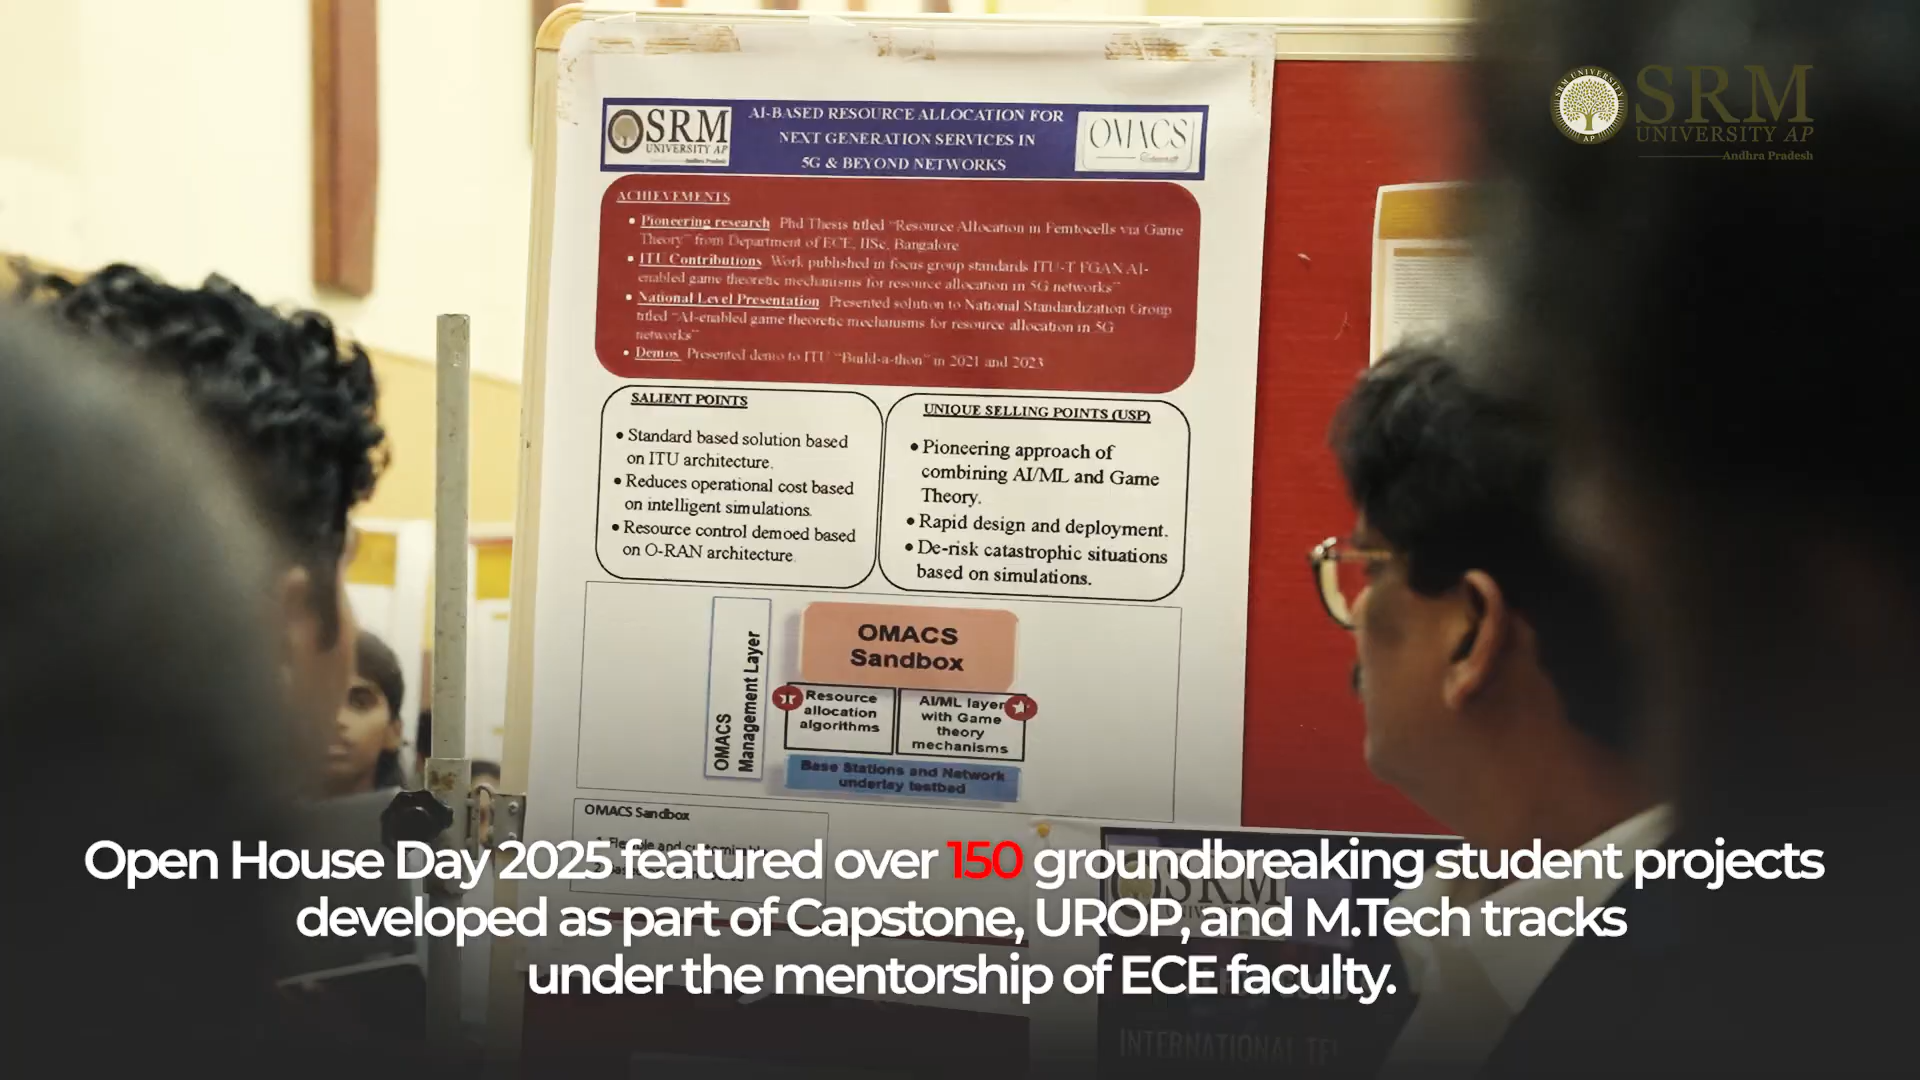 SRM
UNIVERSITY AP
Andhra Pradesh
SRM
UNIVERSITY AP
Andhra Pradesh
AI-BASED RESOURCE ALLOCATION FOR
NEXT GENERATION SERVICES IN
5G & BEYOND NETWORKS
OMACS
ACHIEVEMENTS
• Pioneering research Phd Thesis titled "Resource Allocation in Femtocells via Game
Theory" from Department of ECE, IISc, Bangalore
• ITU Contributions Work published in focus group standards ITU-T FGAN AI-
enabled game theoretic mechanisms for resource allocation in 5G networks"
• National Level Presentation Presented solution to National Standardization Group
titled "AI-enabled game theoretic mechanisms for resource allocation in 5G
networks"
• Demos Presented demo to ITU "Build-a-thon" in 2021 and 2023
SALIENT POINTS
• Standard based solution based
on ITU architecture.
• Reduces operational cost based
on intelligent simulations.
• Resource control demoed based
on O-RAN architecture.
UNIQUE SELLING POINTS (USP)
• Pioneering approach of
combining AI/ML and Game
Theory.
• Rapid design and deployment.
• De-risk catastrophic situations
based on simulations.
OMACS
Management Layer
OMACS
Sandbox
Resource
allocation
algorithms
AI/ML layer
with Game
theory
mechanisms
Base Stations and Network
underlay testbed
OMACS Sandbox
Open House Day 2025 featured over 150 groundbreaking student projects
developed as part of Capstone, UROP, and M.Tech tracks
under the mentorship of ECE faculty.
SRM
INTERNATIONAL